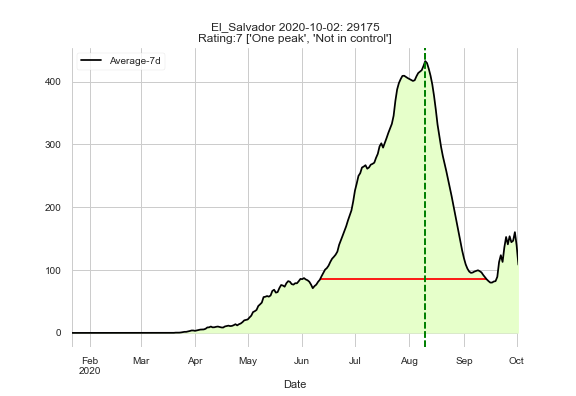 El_Salvador 2020-10-02: 29175
Rating:7 ['One peak', 'Not in control']
Average-7d
400
300
200
100
0
Feb Mar Apr May Jun Jul Aug Sep Oct
2020
Date